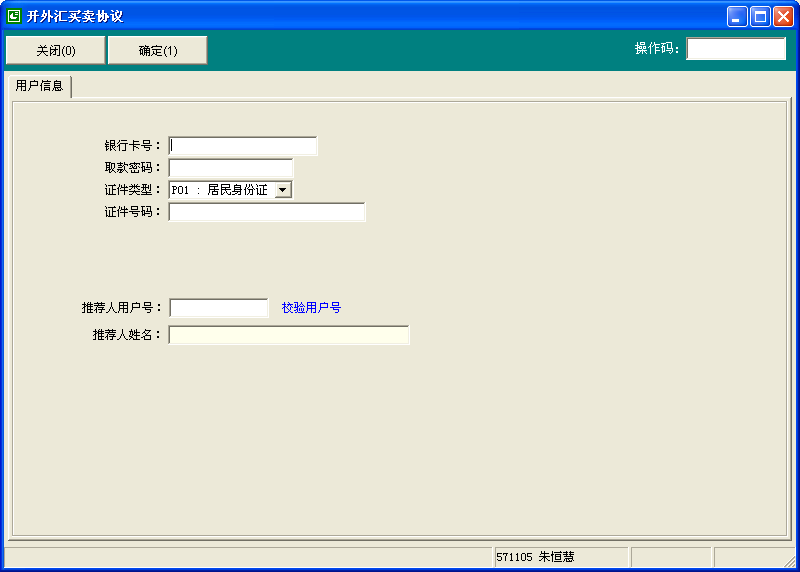 开外汇买卖协议
关闭(0) 确定(1) 操作码：
用户信息
银行卡号：
取款密码：
证件类型： P01 : 居民身份证
证件号码：
推荐人用户号： 校验用户号
推荐人姓名：
571105 朱恒慧